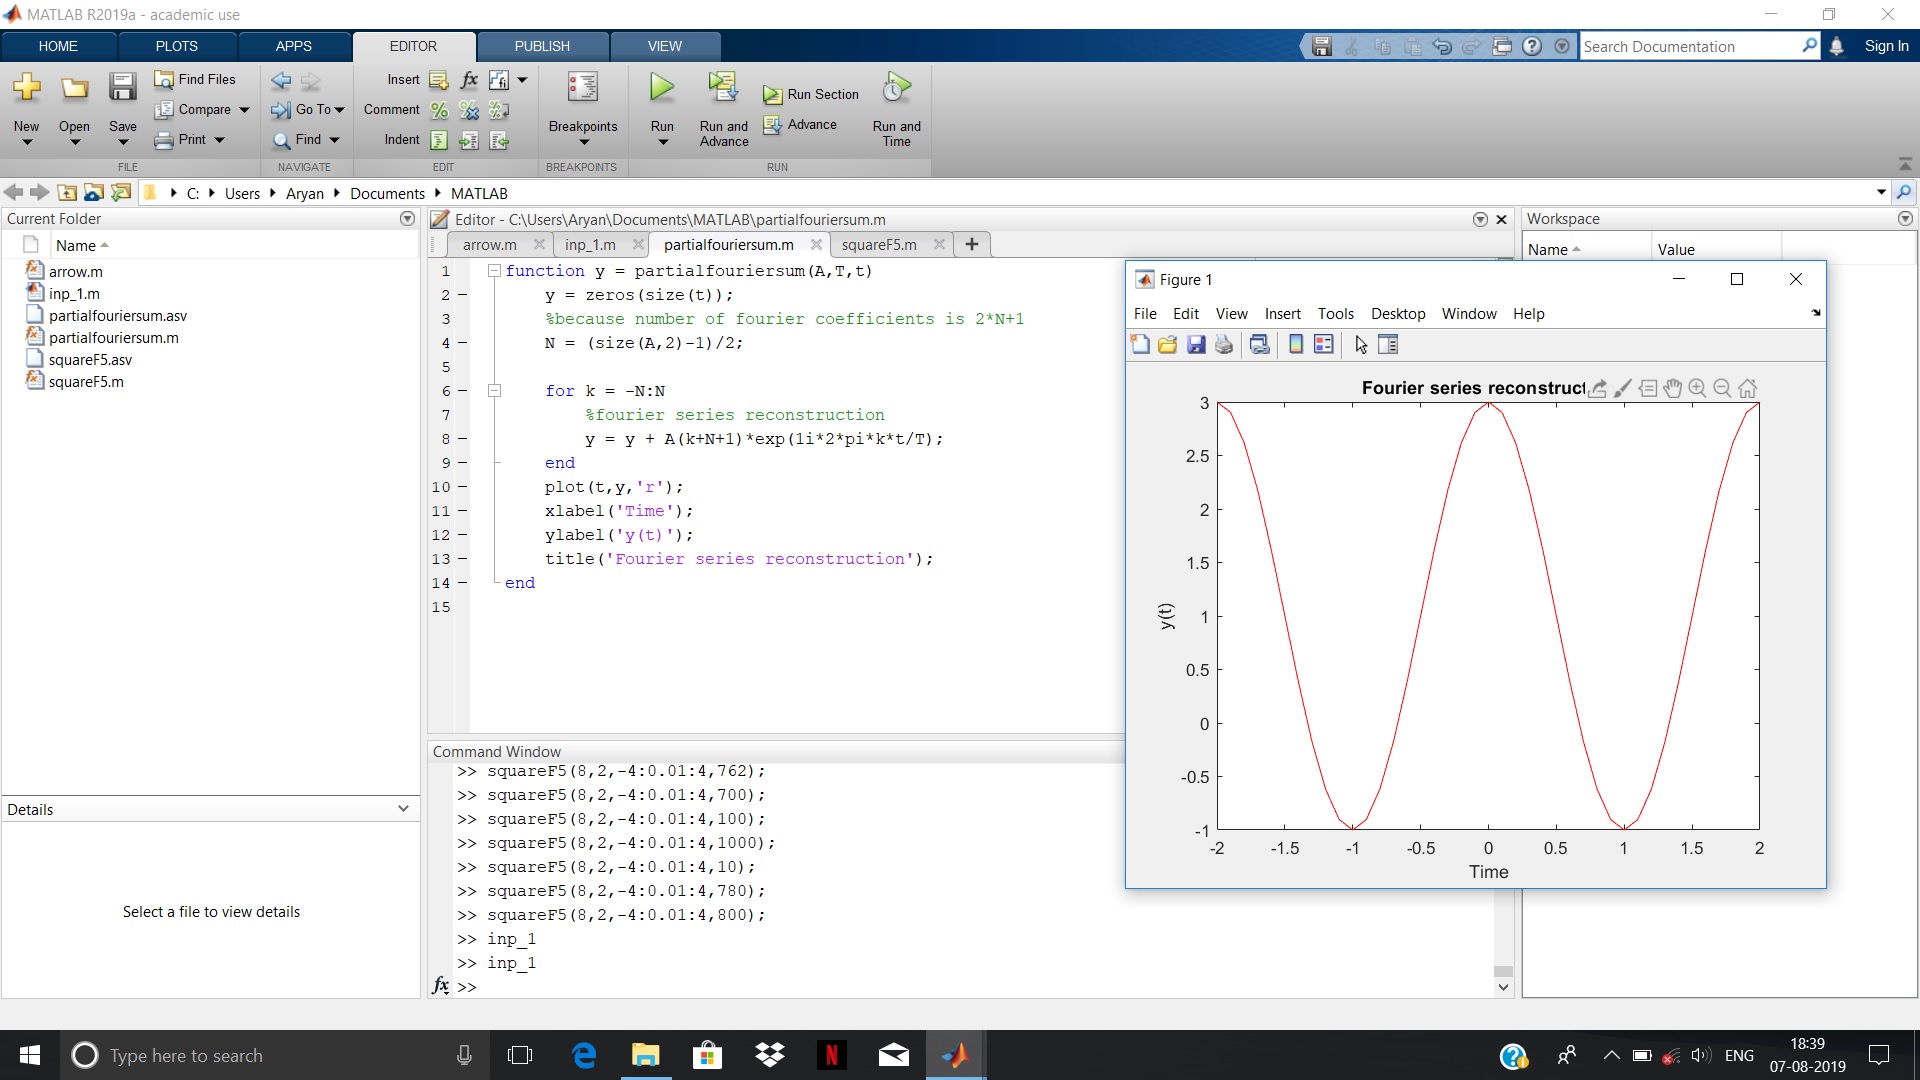 MATLAB R2019a - academic use
HOME PLOTS APPS EDITOR PUBLISH VIEW
Search Documentation
Sign In
New
Open
Save
Find Files
Compare
Print
FILE
Go To
Find
NAVIGATE
Insert
fx
fi
Comment
Indent
EDIT
Breakpoints
BREAKPOINTS
Run
Run and
Advance
Run Section
Advance
Run and
Time
RUN
C: Users Aryan Documents MATLAB
Current Folder
Name
arrow.m
inp_1.m
partialfouriersum.asv
partialfouriersum.m
squareF5.asv
squareF5.m
Details
Select a file to view details
Editor - C:\Users\Aryan\Documents\MATLAB\partialfouriersum.m
arrow.m inp_1.m partialfouriersum.m squareF5.m +
1 function y = partialfouriersum(A,T,t)
2 - y = zeros(size(t));
3 %because number of fourier coefficients is 2*N+1
4 - N = (size(A,2)-1)/2;
5
6 - for k = -N:N
7 %fourier series reconstruction
8 - y = y + A(k+N+1)*exp(1i*2*pi*k*t/T);
9 - end
10 - plot(t,y,'r');
11 - xlabel('Time');
12 - ylabel('y(t)');
13 - title('Fourier series reconstruction');
14 - end
15
Command Window
>> squareF5(8,2,-4:0.01:4,762);
>> squareF5(8,2,-4:0.01:4,700);
>> squareF5(8,2,-4:0.01:4,100);
>> squareF5(8,2,-4:0.01:4,1000);
>> squareF5(8,2,-4:0.01:4,10);
>> squareF5(8,2,-4:0.01:4,780);
>> squareF5(8,2,-4:0.01:4,800);
>> inp_1
>> inp_1
fx >>
Workspace
Name Value
Figure 1
File Edit View Insert Tools Desktop Window Help
Fourier series reconstruct
3
2.5
2
1.5
1
0.5
0
-0.5
-1
y(t)
-2 -1.5 -1 -0.5 0 0.5 1 1.5 2
Time
Type here to search
ENG
18:39
07-08-2019